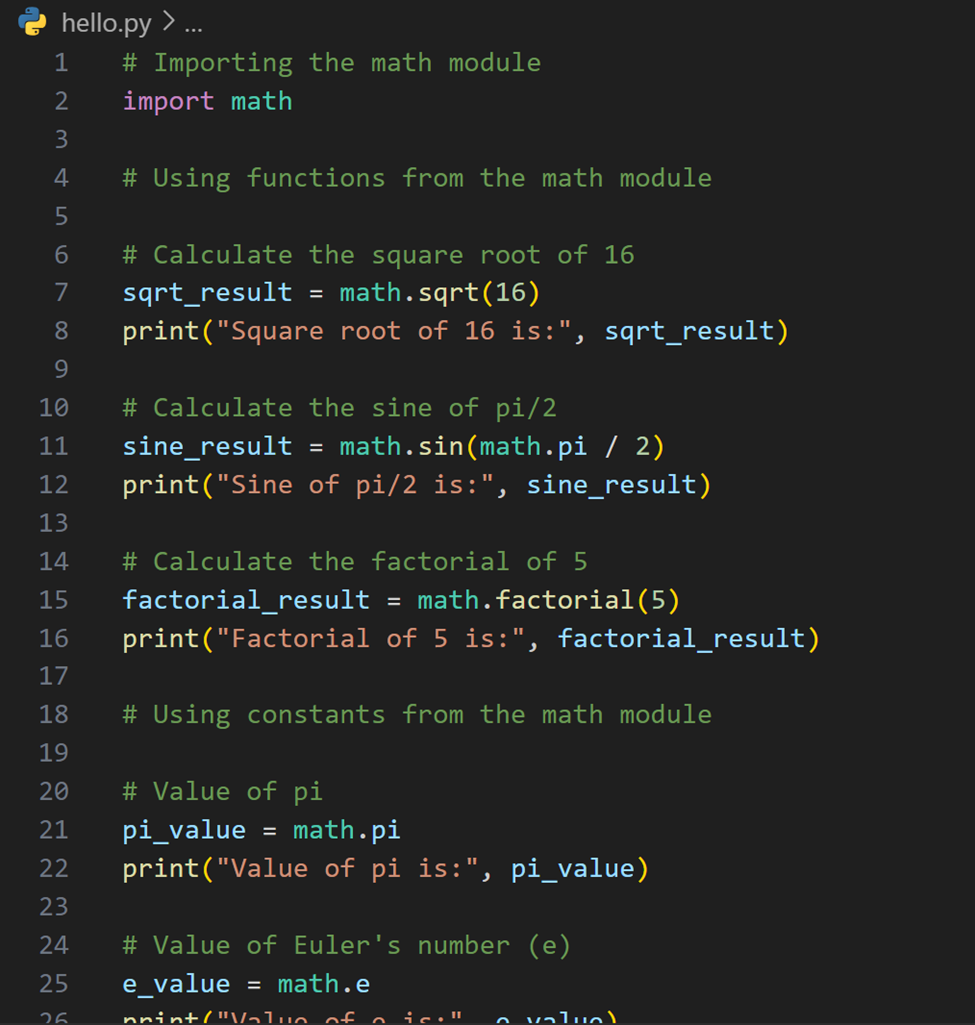 hello.py > ...
1 # Importing the math module
2 import math
3
4 # Using functions from the math module
5
6 # Calculate the square root of 16
7 sqrt_result = math.sqrt(16)
8 print("Square root of 16 is:", sqrt_result)
9
10 # Calculate the sine of pi/2
11 sine_result = math.sin(math.pi / 2)
12 print("Sine of pi/2 is:", sine_result)
13
14 # Calculate the factorial of 5
15 factorial_result = math.factorial(5)
16 print("Factorial of 5 is:", factorial_result)
17
18 # Using constants from the math module
19
20 # Value of pi
21 pi_value = math.pi
22 print("Value of pi is:", pi_value)
23
24 # Value of Euler's number (e)
25 e_value = math.e
26 print("Value of e is:", e_value)